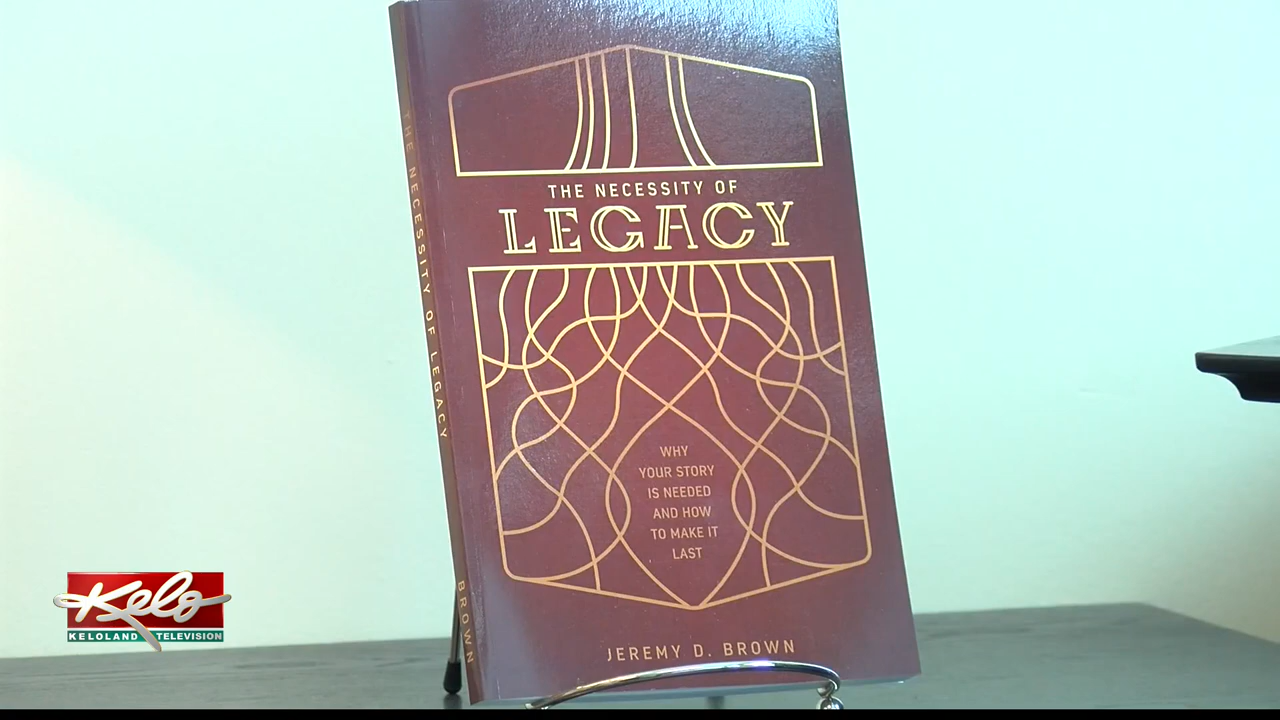 THE NECESSITY OF
LEGACY
WHY
YOUR STORY
IS NEEDED
AND HOW
TO MAKE IT
LAST
JEREMY D. BROWN
THE NECESSITY OF LEGACY
BROWN
Kelo
KELOLAND TELEVISION